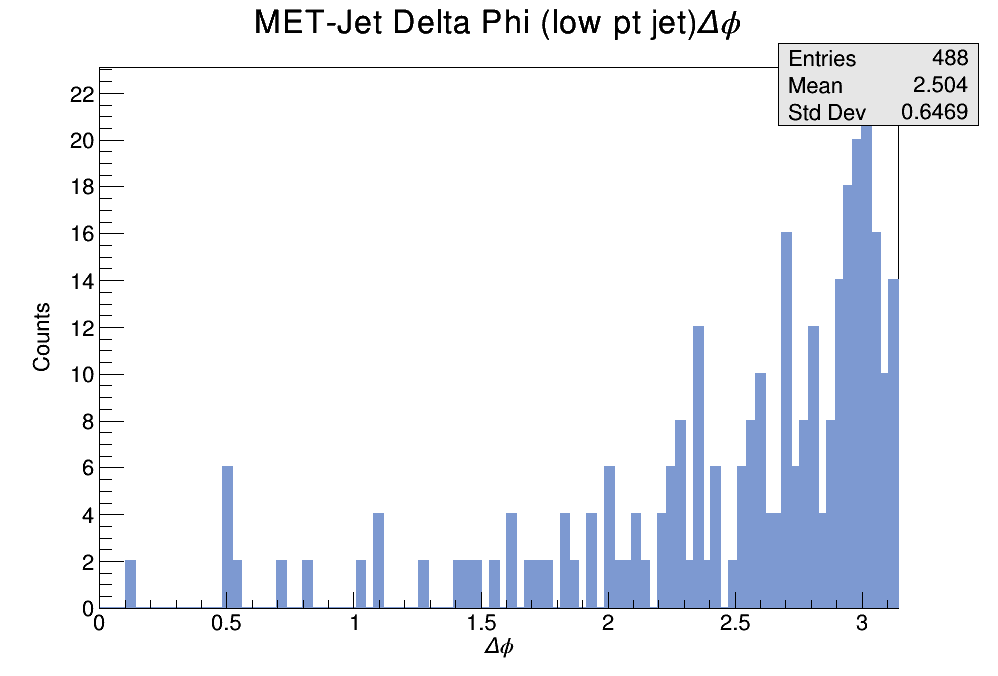 MET-Jet Delta Phi (low pt jet)Δϕ
Entries 488
Mean 2.504
Std Dev 0.6469
22
20
18
16
14
12
10
8
6
4
2
0
Counts
0 0.5 1 1.5 2 2.5 3
Δϕ